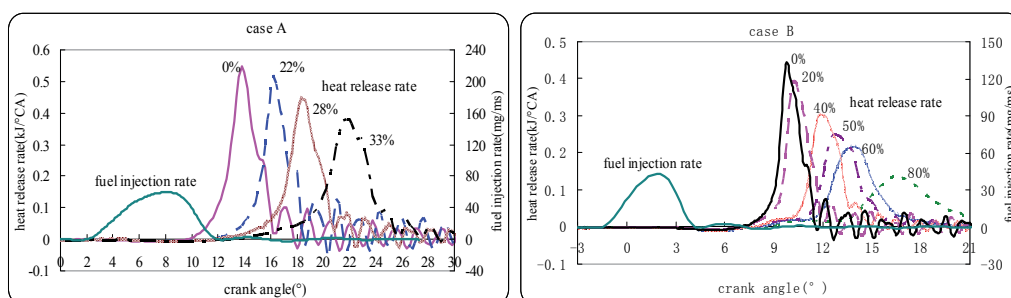 case A
heat release rate(kJ/°CA)
0.6
0.5
0.4
0.3
0.2
0.1
0
-0.1
0%
22%
heat release rate
28%
33%
fuel injection rate
240
200
160
120
80
40
0
-40
fuel injection rate(mg/ms)
0 2 4 6 8 10 12 14 16 18 20 22 24 26 28 30
crank angle(°)
case B
heat release rate(kJ/°CA)
0.5
0.4
0.3
0.2
0.1
0
-0.1
0%
20%
40%
heat release rate
50%
60%
80%
fuel injection rate
150
120
90
60
30
0
-30
fuel injection rate(mg/ms)
-3 0 3 6 9 12 15 18 21
crank angle(°)